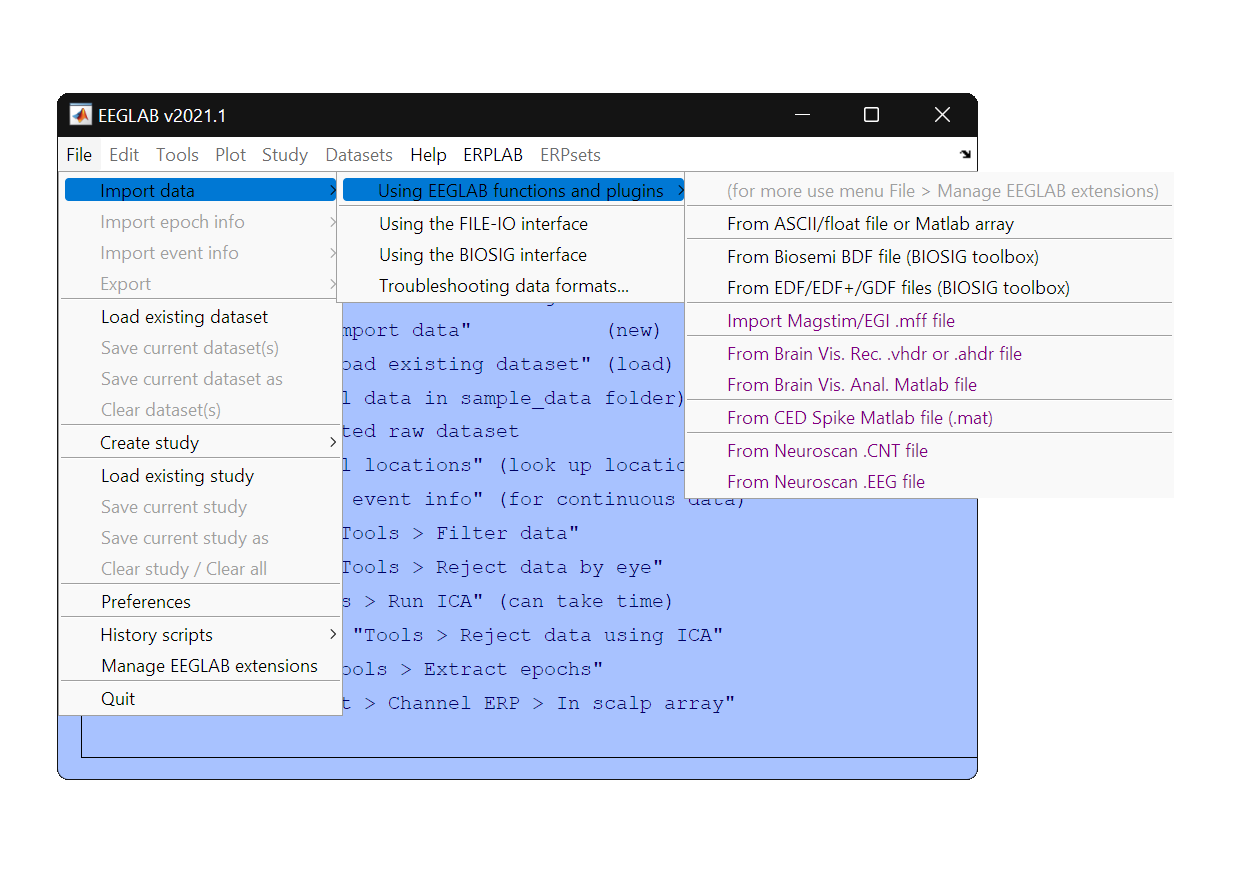 EEGLAB v2021.1
File Edit Tools Plot Study Datasets Help ERPLAB ERPsets
Import data
Import epoch info
Import event info
Export
Load existing dataset
Save current dataset(s)
Save current dataset as
Clear dataset(s)
Create study
Load existing study
Save current study
Save current study as
Clear study / Clear all
Preferences
History scripts
Manage EEGLAB extensions
Quit
Using EEGLAB functions and plugins
Using the FILE-IO interface
Using the BIOSIG interface
Troubleshooting data formats...
(for more use menu File > Manage EEGLAB extensions)
From ASCII/float file or Matlab array
From Biosemi BDF file (BIOSIG toolbox)
From EDF/EDF+/GDF files (BIOSIG toolbox)
Import Magstim/EGI .mff file
From Brain Vis. Rec. .vhdr or .ahdr file
From Brain Vis. Anal. Matlab file
From CED Spike Matlab file (.mat)
From Neuroscan .CNT file
From Neuroscan .EEG file
mport data" (new)
oad existing dataset" (load)
l data in sample_data folder)
ted raw dataset
l locations" (look up locatio
event info" (for continuous data)
Tools > Filter data"
Tools > Reject data by eye"
s > Run ICA" (can take time)
"Tools > Reject data using ICA"
ools > Extract epochs"
t > Channel ERP > In scalp array"